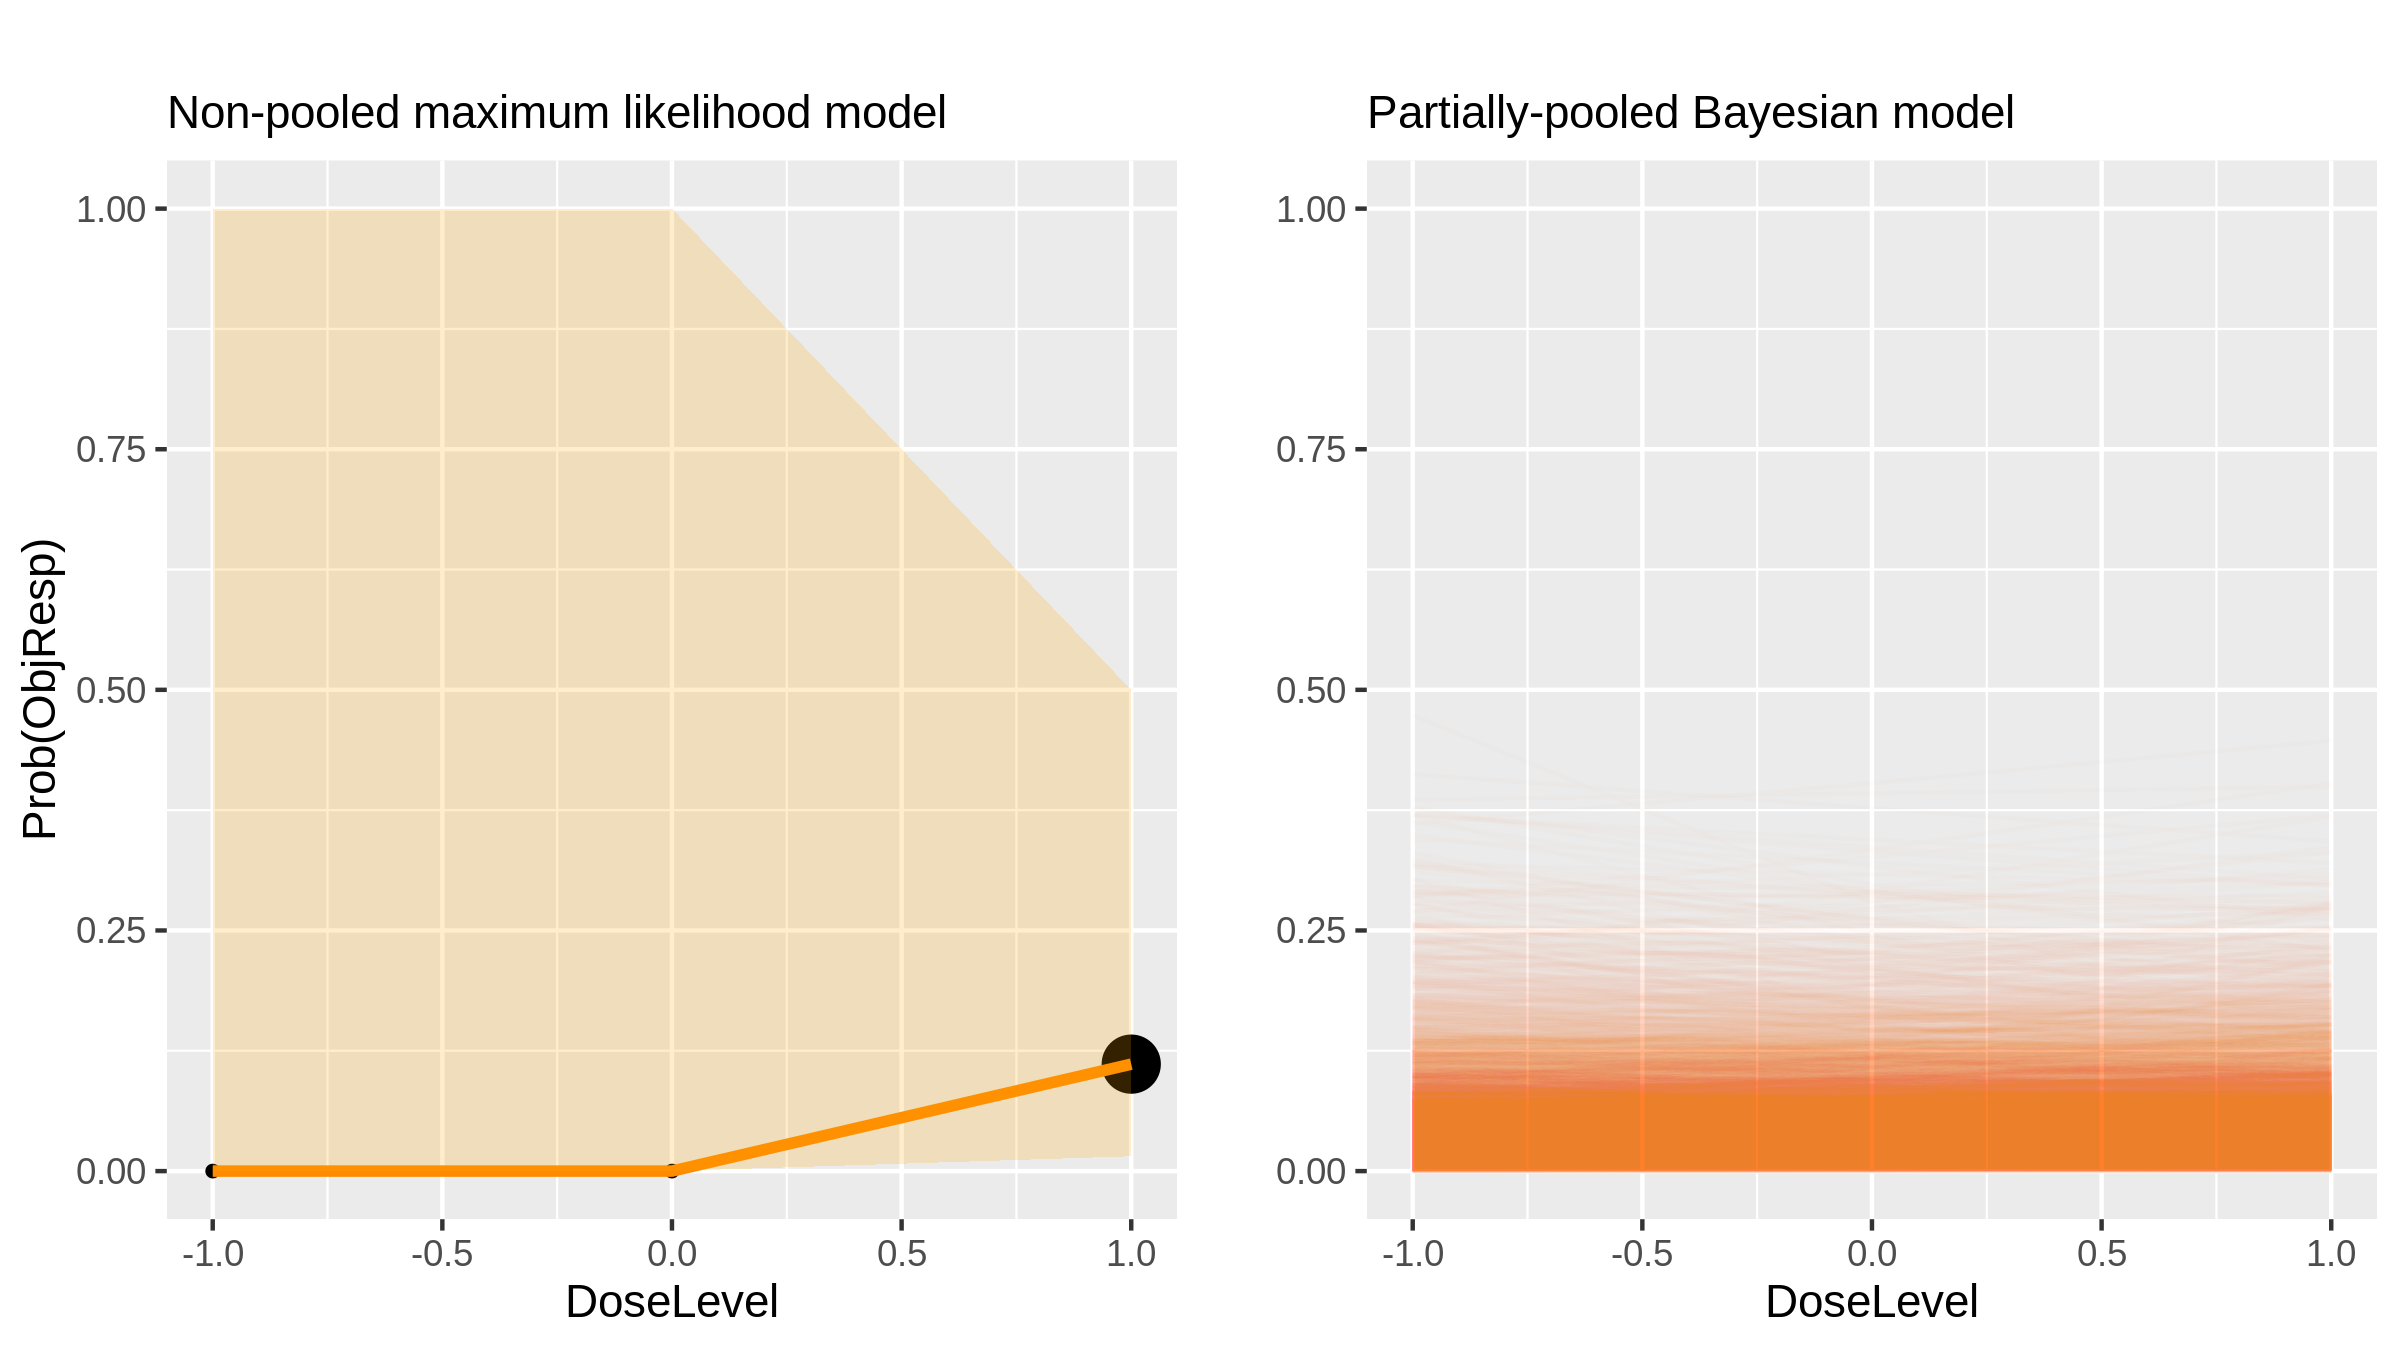 Non-pooled maximum likelihood model
Prob(ObjResp)
1.00
0.75
0.50
0.25
0.00
-1.0 -0.5 0.0 0.5 1.0
DoseLevel
Partially-pooled Bayesian model
1.00
0.75
0.50
0.25
0.00
-1.0 -0.5 0.0 0.5 1.0
DoseLevel